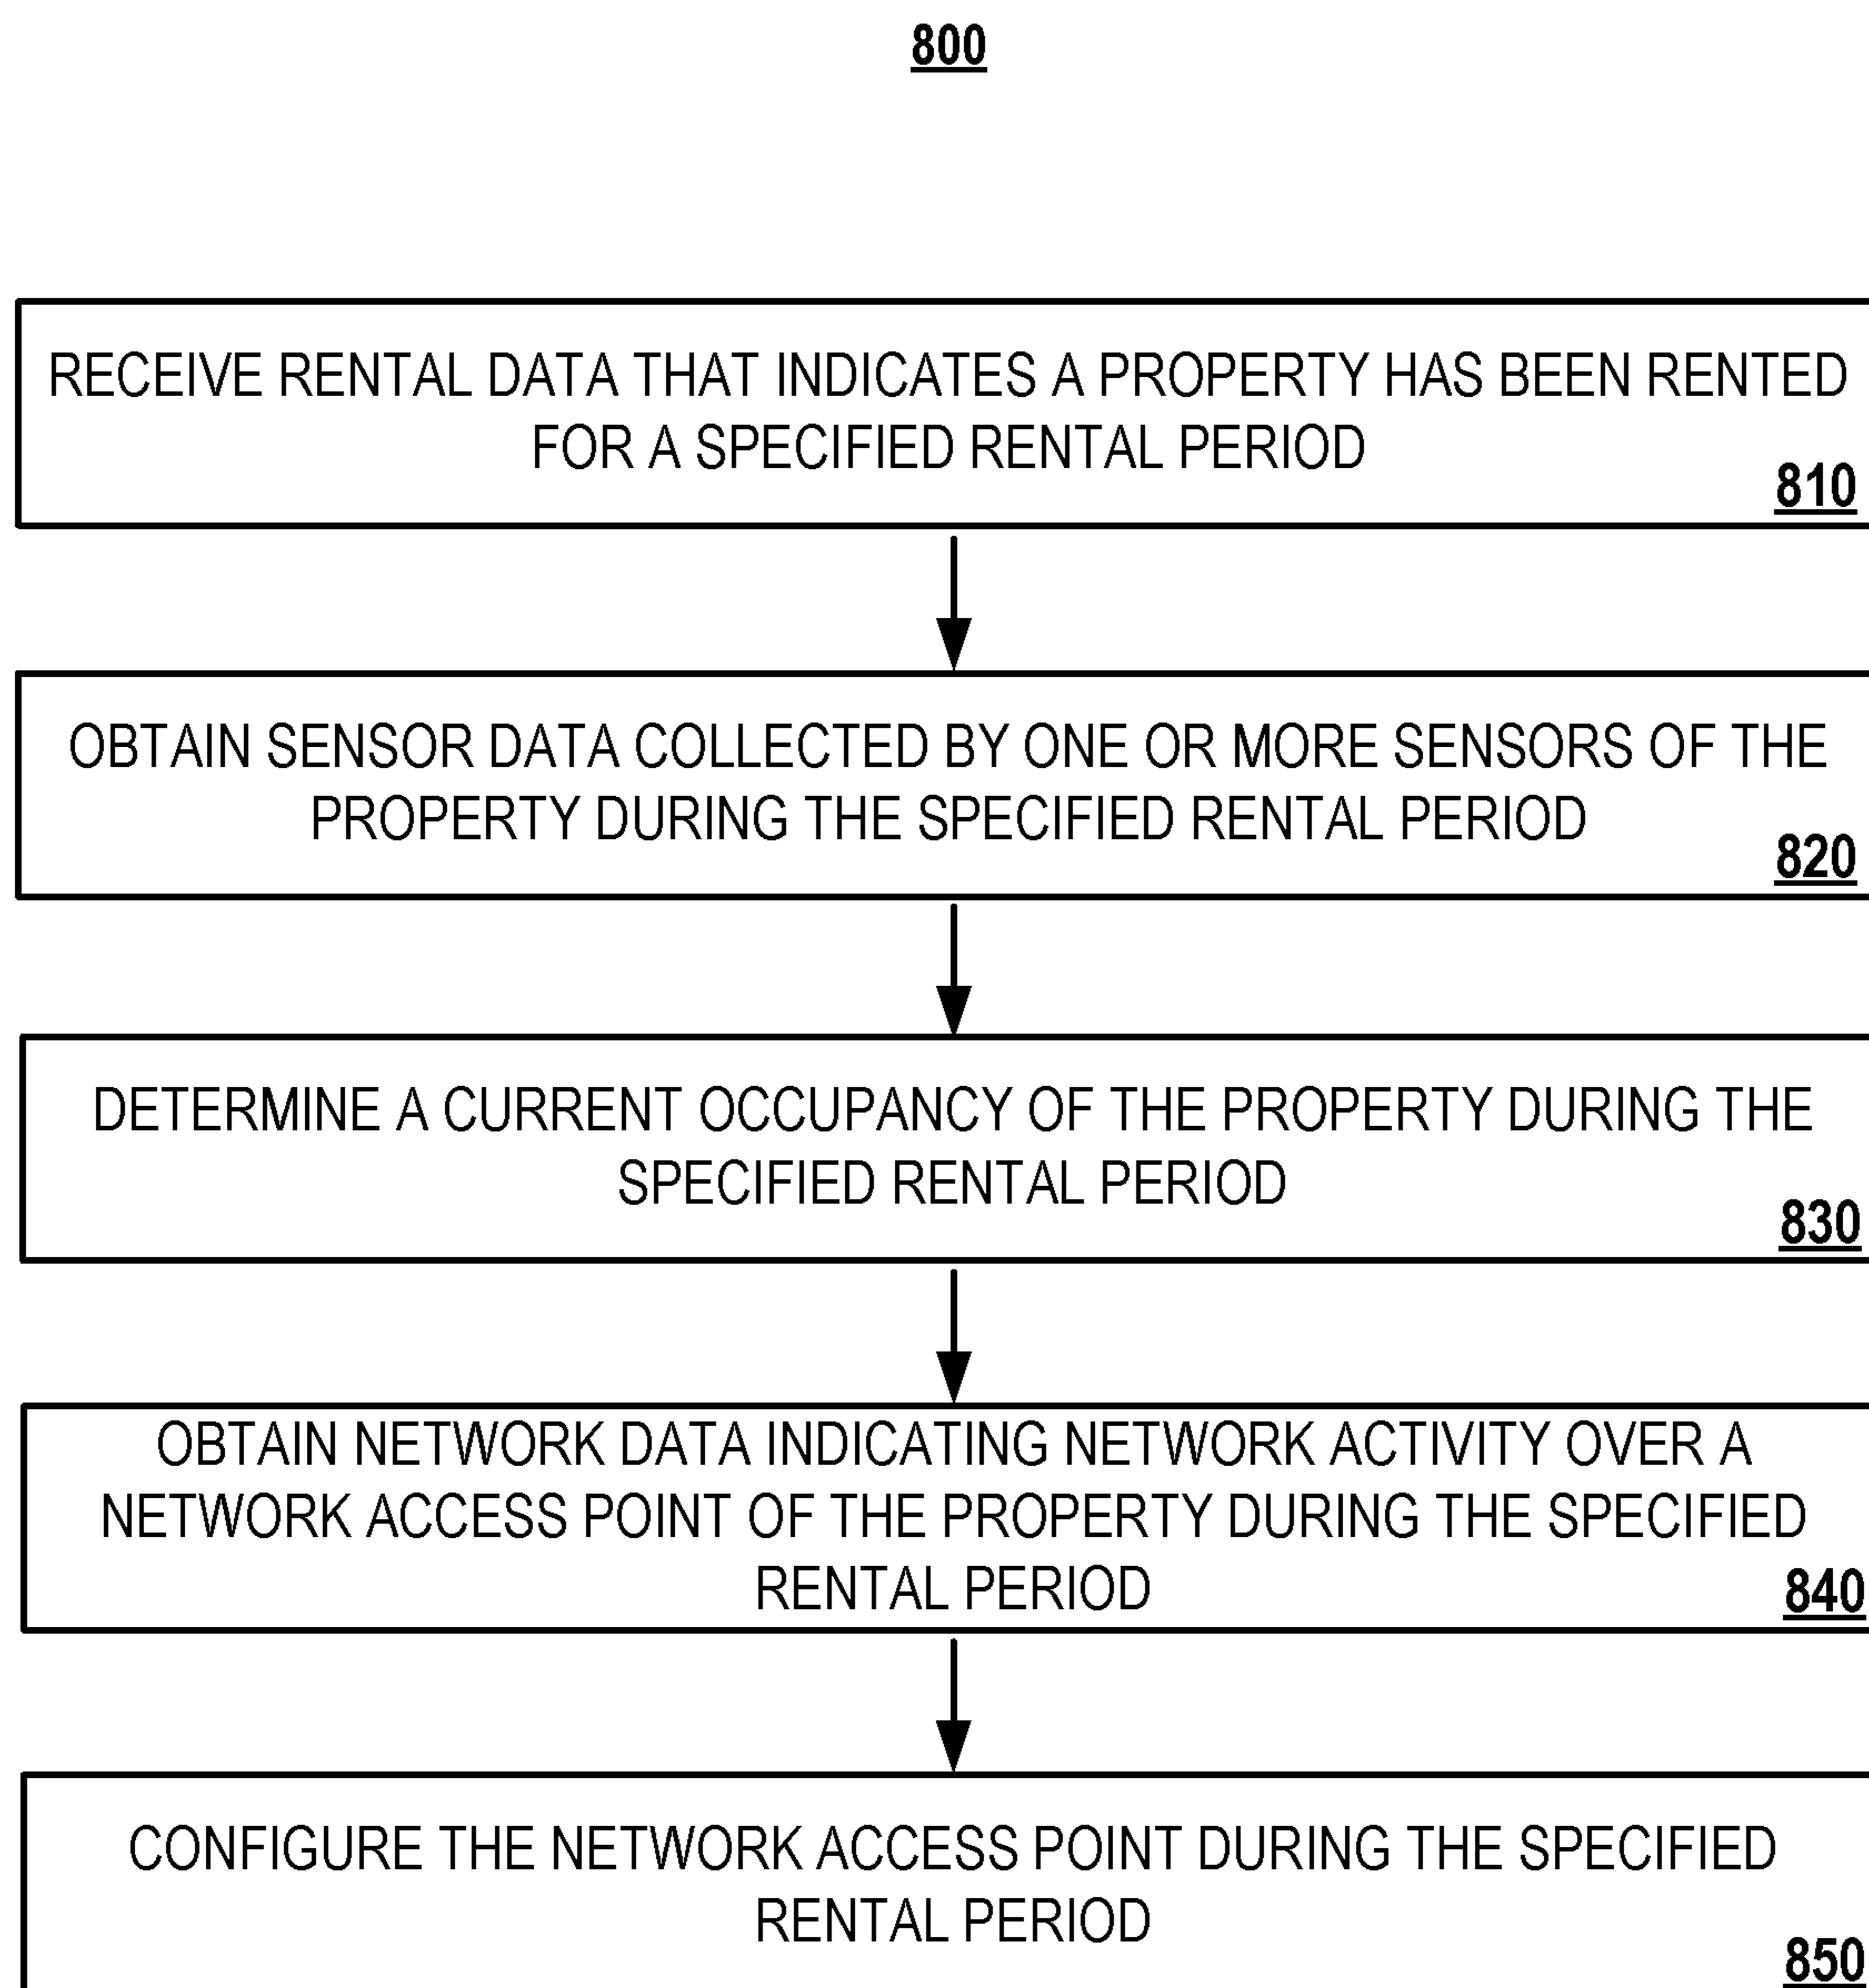 800
RECEIVE RENTAL DATA THAT INDICATES A PROPERTY HAS BEEN RENTED
FOR A SPECIFIED RENTAL PERIOD
810
OBTAIN SENSOR DATA COLLECTED BY ONE OR MORE SENSORS OF THE
PROPERTY DURING THE SPECIFIED RENTAL PERIOD
820
DETERMINE A CURRENT OCCUPANCY OF THE PROPERTY DURING THE
SPECIFIED RENTAL PERIOD
830
OBTAIN NETWORK DATA INDICATING NETWORK ACTIVITY OVER A
NETWORK ACCESS POINT OF THE PROPERTY DURING THE SPECIFIED
RENTAL PERIOD
840
CONFIGURE THE NETWORK ACCESS POINT DURING THE SPECIFIED
RENTAL PERIOD
850